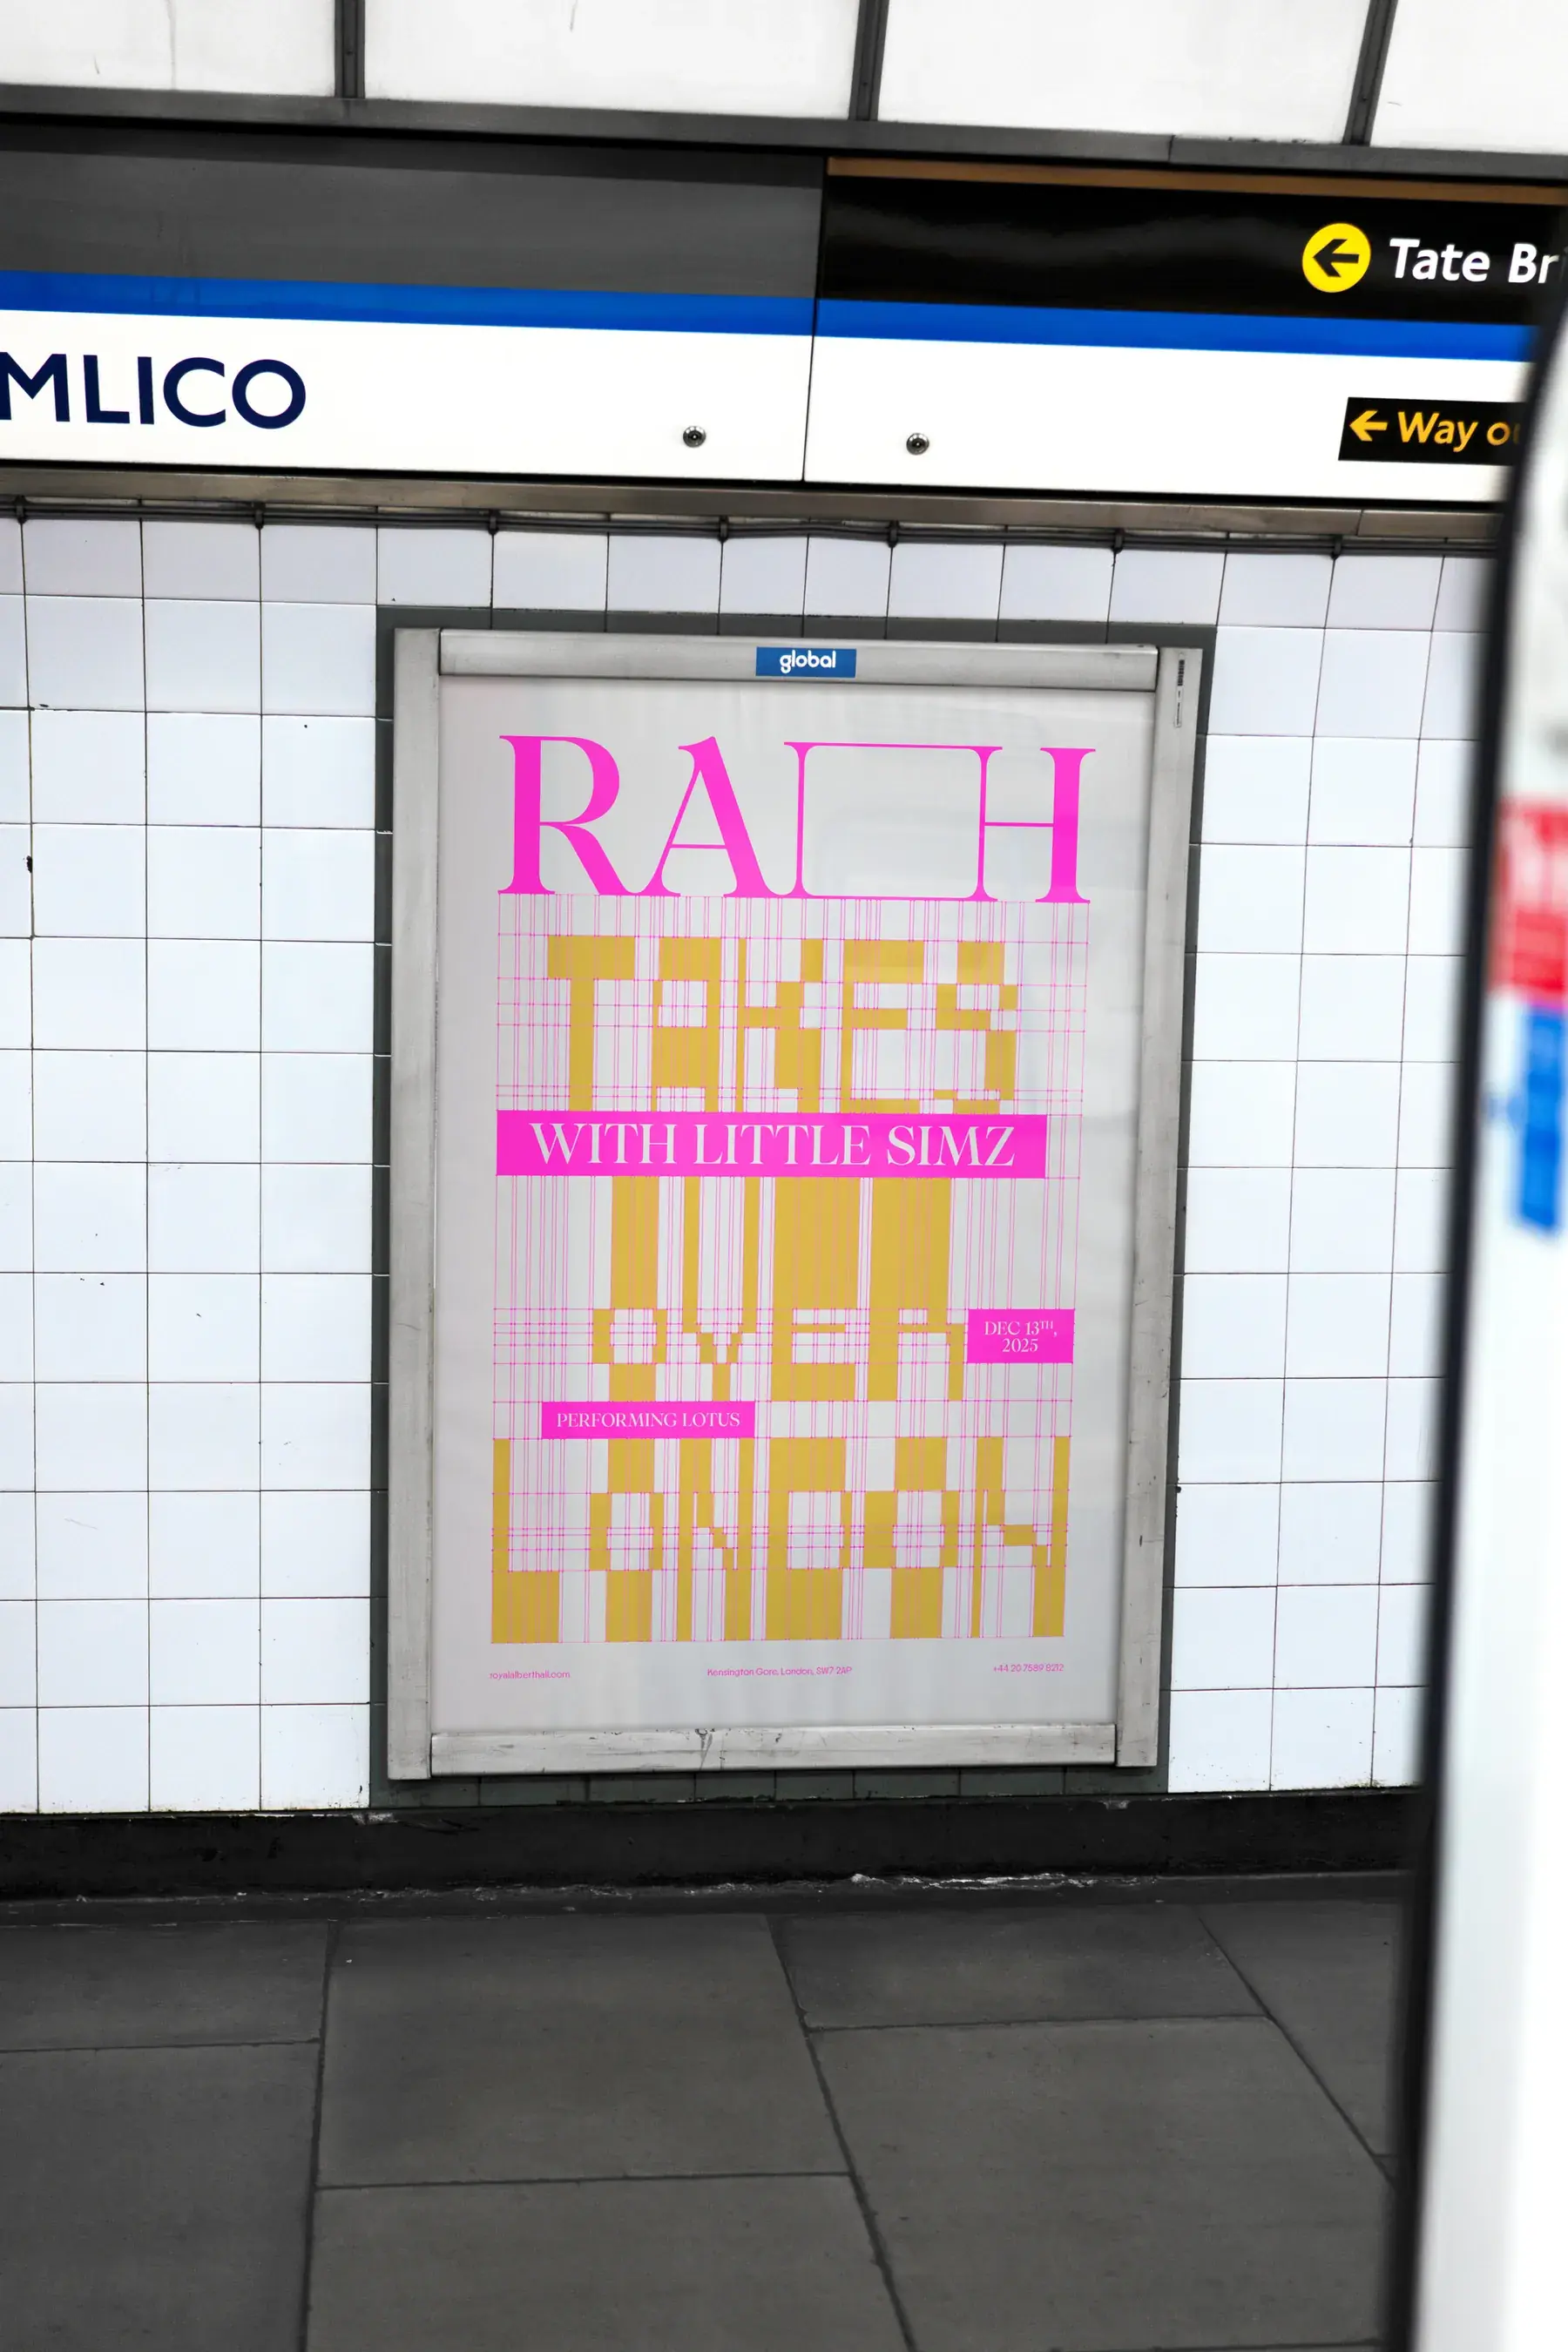 Tate Br
MLICO
Way o
global
RA H
TAKES
WITH LITTLE SIMZ
OVER
DEC 13TH,
2025
PERFORMING LOTUS
LONDON
royalalberthall.com
Kensington Gore, London, SW7 2AP
+44 20 7589 8212